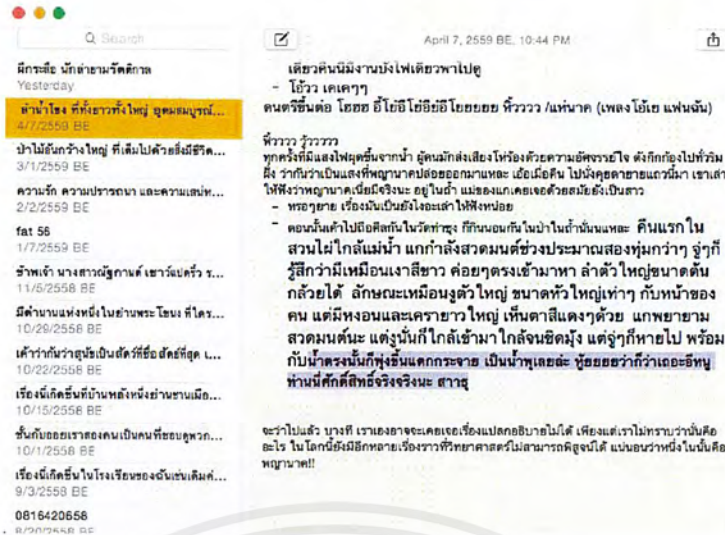 Search
ผีกระสือ นักล่ายามรัตติกาล
Yesterday
ลำน้ำโขง ที่ทั้งยาวทั้งใหญ่ อุดมสมบูรณ์...
4/7/2559 BE
ป่าไม้อันกว้างใหญ่ ที่เต็มไปด้วยสิ่งมีชีวิต...
3/1/2559 BE
ความรัก ความปรารถนา และความเสน่ห...
2/2/2559 BE
fat 56
1/7/2559 BE
ข้าพเจ้า นางสาวณัฐกานต์ เชาว์แปดริ้ว ร...
11/5/2558 BE
มีตำนานแห่งหนึ่งในย่านพระโขนง ที่ใคร...
10/29/2558 BE
เค้าว่ากันว่าสุนัขเป็นสัตว์ที่ซื่อสัตย์ที่สุด เ...
10/22/2558 BE
เรื่องนี้เกิดขึ้นที่บ้านหลังหนึ่งย่านชานเมือ...
10/15/2558 BE
ชั้นกับออยเราสองคนเป็นคนที่ชอบดูพวก...
10/1/2558 BE
เรื่องนี้เกิดขึ้นในโรงเรียนของฉันเช่นเดิมค่...
9/3/2558 BE
0816420658
8/20/2558 BE
April 7, 2559 BE, 10:44 PM
เดียวคืนนี้มีงานบั้งไฟเดียวพาไปดู
- โอ้วว เคเคๆๆ
ดนตรีขึ้นต่อ โฮฮฮ อี้โย่อีโย่อีย์อีโยยยยย หิ้วววว /แห่นาค (เพลงโอ้เย แฟนฉัน)
หิ้วววว วู้ววววว
ทุกครั้งที่มีแสงไฟผุดขึ้นจากน้ำ ผู้คนมักส่งเสียงโห่ร้องด้วยความอัศจรรย์ใจ ดังกึกก้องไปทั่วริม
ฝั่ง ว่ากันว่าเป็นแสงที่พญานาคปล่อยออกมาแหละ เอ้อเมื่อคืน ไปนั่งคุยตายายแถวนี้มา เขาเล่า
ให้ฟังว่าพญานาคเนี่ยมีจริงนะ อยู่ในถ้ำ แม่ของแกเคยเจอด้วยสมัยยังเป็นสาว
- หรอๆยาย เรื่องมันเป็นยังไงอะเล่าให้ฟังหน่อย
- ตอนนั้นเค้าไปถือศีลกันในวัดท่าซุง ก็กินนอนกันในป่าในถ้ำนั่นแหละ คืนแรกใน
สวนไผ่ใกล้แม่น้ำ แกกำลังสวดมนต์ช่วงประมาณสองทุ่มกว่าๆ จู่ๆก็
รู้สึกว่ามีเหมือนเงาสีขาว ค่อยๆตรงเข้ามาหา ลำตัวใหญ่ขนาดต้น
กล้วยได้ ลักษณะเหมือนงูตัวใหญ่ ขนาดหัวใหญ่เท่าๆ กับหน้าของ
คน แต่มีหงอนและเครายาวใหญ่ เห็นตาสีแดงๆด้วย แกพยายาม
สวดมนต์นะ แต่งูนั่นก็ใกล้เข้ามา ใกล้จนชิดมุ้ง แต่จู่ๆก็หายไป พร้อม
กับน้ำตรงนั้นก็พุ่งขึ้นแตกกระจาย เป็นน้ำพุเลยล่ะ หุ้ยยยยว่าก็ว่าเถอะอีหนู
ท่านนี่ศักดิ์สิทธิ์จริงจริงนะ สาาธุ
จะว่าไปแล้ว บางที เราเองอาจจะเคยเจอเรื่องแปลกอธิบายไม่ได้ เพียงแต่เราไม่ทราบว่านั่นคือ
อะไร ในโลกนี้ยังมีอีกหลายเรื่องราวที่วิทยาศาสตร์ไม่สามารถพิสูจน์ได้ แน่นอนว่าหนึ่งในนั้นคือ
พญานาค!!